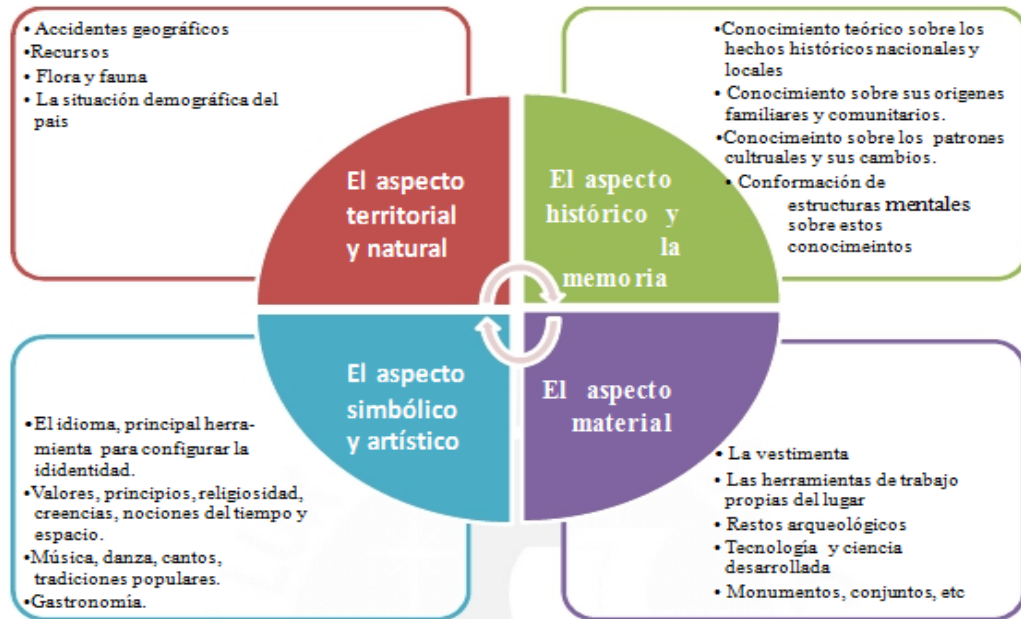 • Accidentes geográficos
•Recursos
• Flora y fauna
• La situación demográfica del
pais
•Conocimiento teórico sobre los
hechos históricos nacionales y
locales
• Conocimiento sobre sus origenes
familiares y comunitarios.
•Conocimeinto sobre los patrones
cultruales y sus cambios.
• Conformación de
estructuras mentales
sobre estos
conocimeintos
El aspecto
territorial
y natural
El aspecto
histórico y
la
memoria
El aspecto
simbólico
y artístico
El aspecto
material
•El idioma, principal herra-
mienta para configurar la
ididentidad.
•Valores, principios, religiosidad,
creencias, nociones del tiempo y
espacio.
•Música, danza, cantos,
tradiciones populares.
•Gastronomía.
• La vestimenta
• Las herramientas de trabajo
propias del lugar
• Restos arqueológicos
• Tecnología y ciencia
desarrollada
• Monumentos, conjuntos, etc